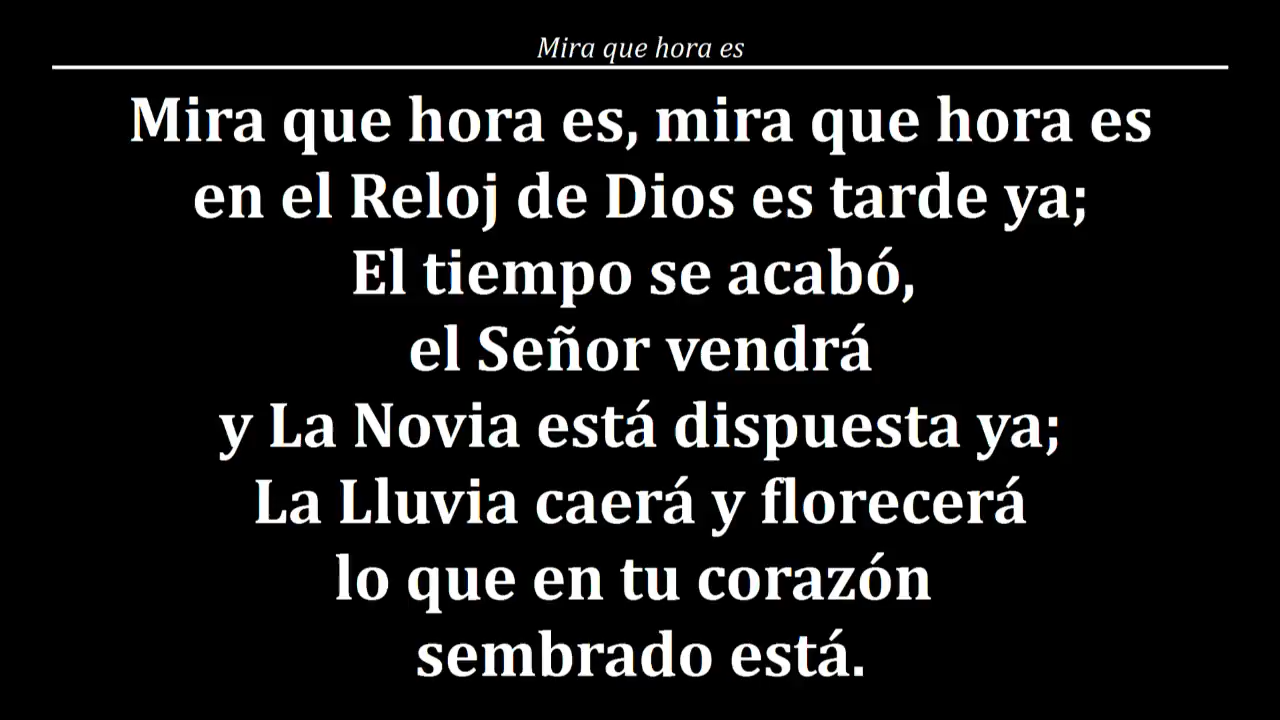 Mira que hora es
Mira que hora es, mira que hora es
en el Reloj de Dios es tarde ya;
El tiempo se acabó,
el Señor vendrá
y La Novia está dispuesta ya;
La Lluvia caerá y florecerá
lo que en tu corazón
sembrado está.